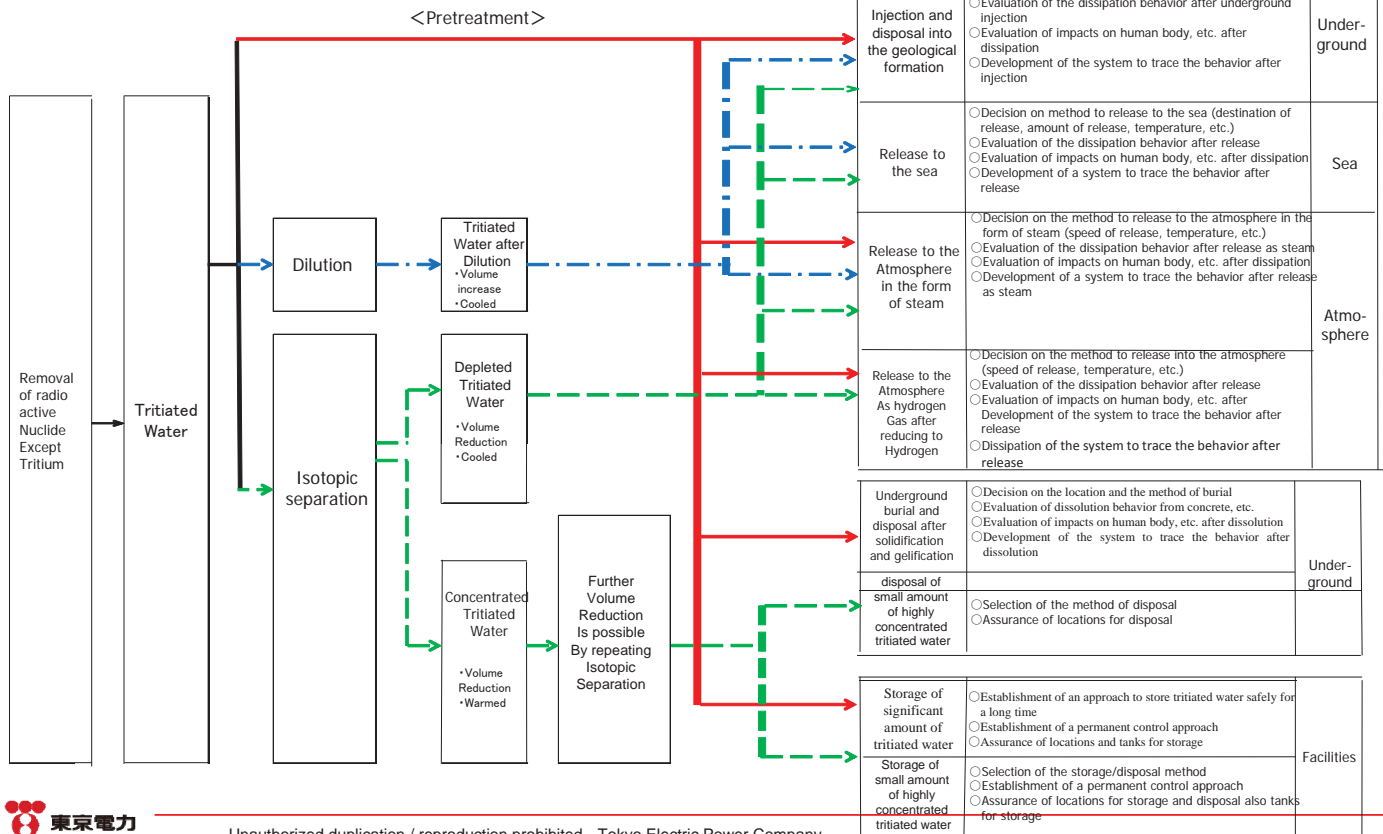 <Pretreatment>
Removal
of radio
active
Nuclide
Except
Tritium
Tritiated
Water
Dilution
Isotopic
separation
Tritiated
Water after
Dilution
・Volume
increase
・Cooled
Depleted
Tritiated
Water
・Volume
Reduction
・Cooled
Concentrated
Tritiated
Water
・Volume
Reduction
・Warmed
Further
Volume
Reduction
Is possible
By repeating
Isotopic
Separation
Injection and
disposal into
the geological
formation
○Evaluation of the dissipation behavior after underground
injection
○Evaluation of impacts on human body, etc. after
dissipation
○Development of the system to trace the behavior after
injection
Under-
ground
Release to
the sea
○Decision on method to release to the sea (destination of
release, amount of release, temperature, etc.)
○Evaluation of the dissipation behavior after release
○Evaluation of impacts on human body, etc. after dissipation
○Development of a system to trace the behavior after
release
Sea
Release to the
Atmosphere
in the form
of steam
○Decision on the method to release to the atmosphere in the
form of steam (speed of release, temperature, etc.)
○Evaluation of the dissipation behavior after release as steam
○Evaluation of impacts on human body, etc. after dissipation
○Development of a system to trace the behavior after release
as steam
Atmo-
sphere
Release to the
Atmosphere
As hydrogen
Gas after
reducing to
Hydrogen
○Decision on the method to release into the atmosphere
(speed of release, temperature, etc.)
○Evaluation of the dissipation behavior after release
○Evaluation of impacts on human body, etc. after
Development of the system to trace the behavior after
release
○Dissipation of the system to trace the behavior after
release
Underground
burial and
disposal after
solidification
and gelification
○Decision on the location and the method of burial
○Evaluation of dissolution behavior from concrete, etc.
○Evaluation of impacts on human body, etc. after dissolution
○Development of the system to trace the behavior after
dissolution
Under-
ground
disposal of
small amount
of highly
concentrated
tritiated water
○Selection of the method of disposal
○Assurance of locations for disposal
Storage of
significant
amount of
tritiated water
○Establishment of an approach to store tritiated water safely for
a long time
○Establishment of a permanent control approach
○Assurance of locations and tanks for storage
Facilities
Storage of
small amount
of highly
concentrated
tritiated water
○Selection of the storage/disposal method
○Establishment of a permanent control approach
○Assurance of locations for storage and disposal also tanks
for storage
東京電力
Unauthorized duplication / reproduction prohibited Tokyo Electric Power Company